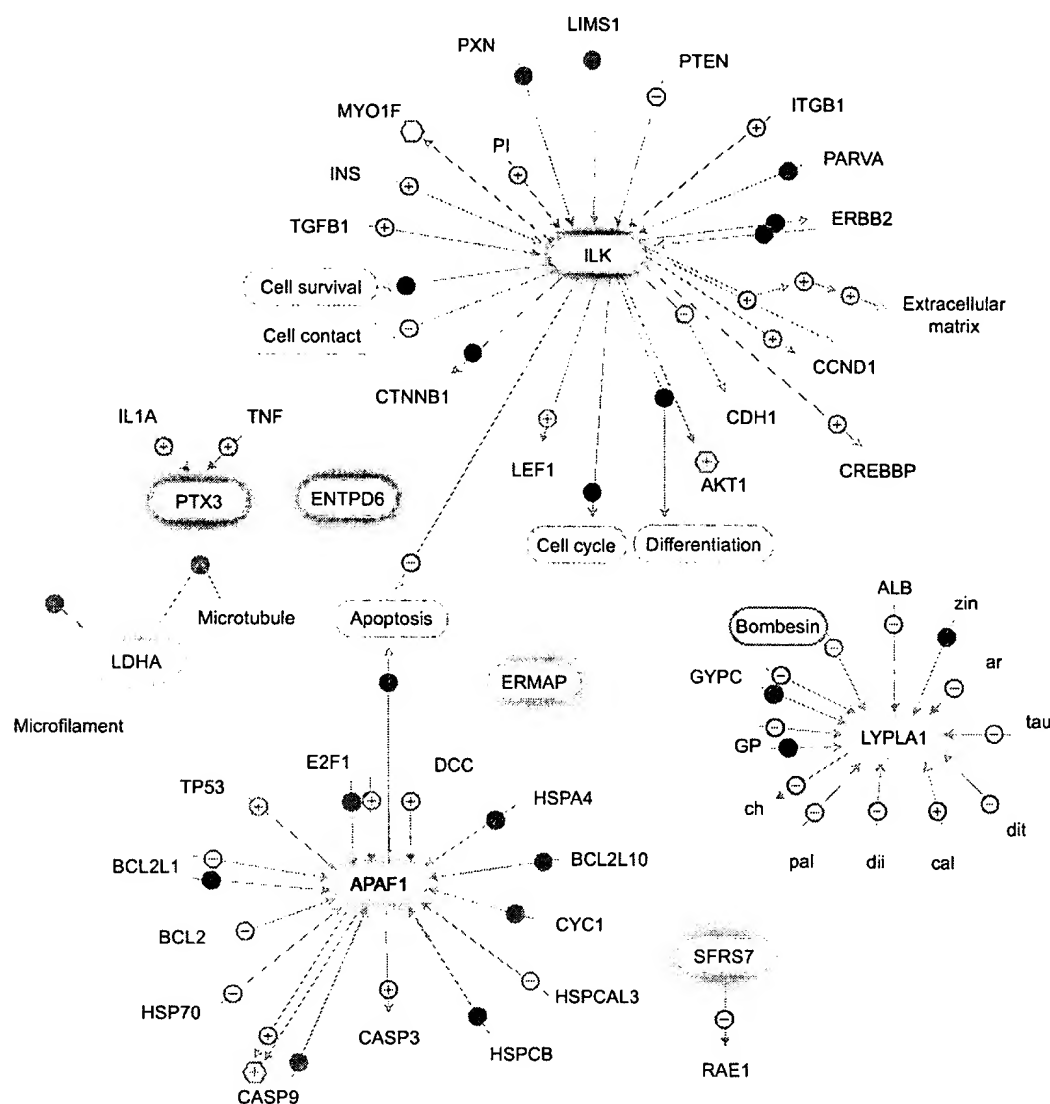 LIMS1
PXN
PTEN
MYO1F
ITGB1
PI
PARVA
INS
TGFB1
ERBB2
ILK
Cell survival
Extracellular
matrix
Cell contact
CCND1
CTNNB1
CDH1
IL1A
TNF
LEF1
AKT1
CREBBP
PTX3
ENTPD6
Cell cycle
Differentiation
Microtubule
Apoptosis
ALB
zin
Bombesin
LDHA
ERMAP
GYPC
ar
Microfilament
tau
LYPLA1
GP
E2F1
DCC
TP53
HSPA4
ch
dit
BCL2L1
BCL2L10
pal
dii
cal
APAF1
CYC1
BCL2
SFRS7
HSP70
HSPCAL3
CASP3
HSPCB
RAE1
CASP9